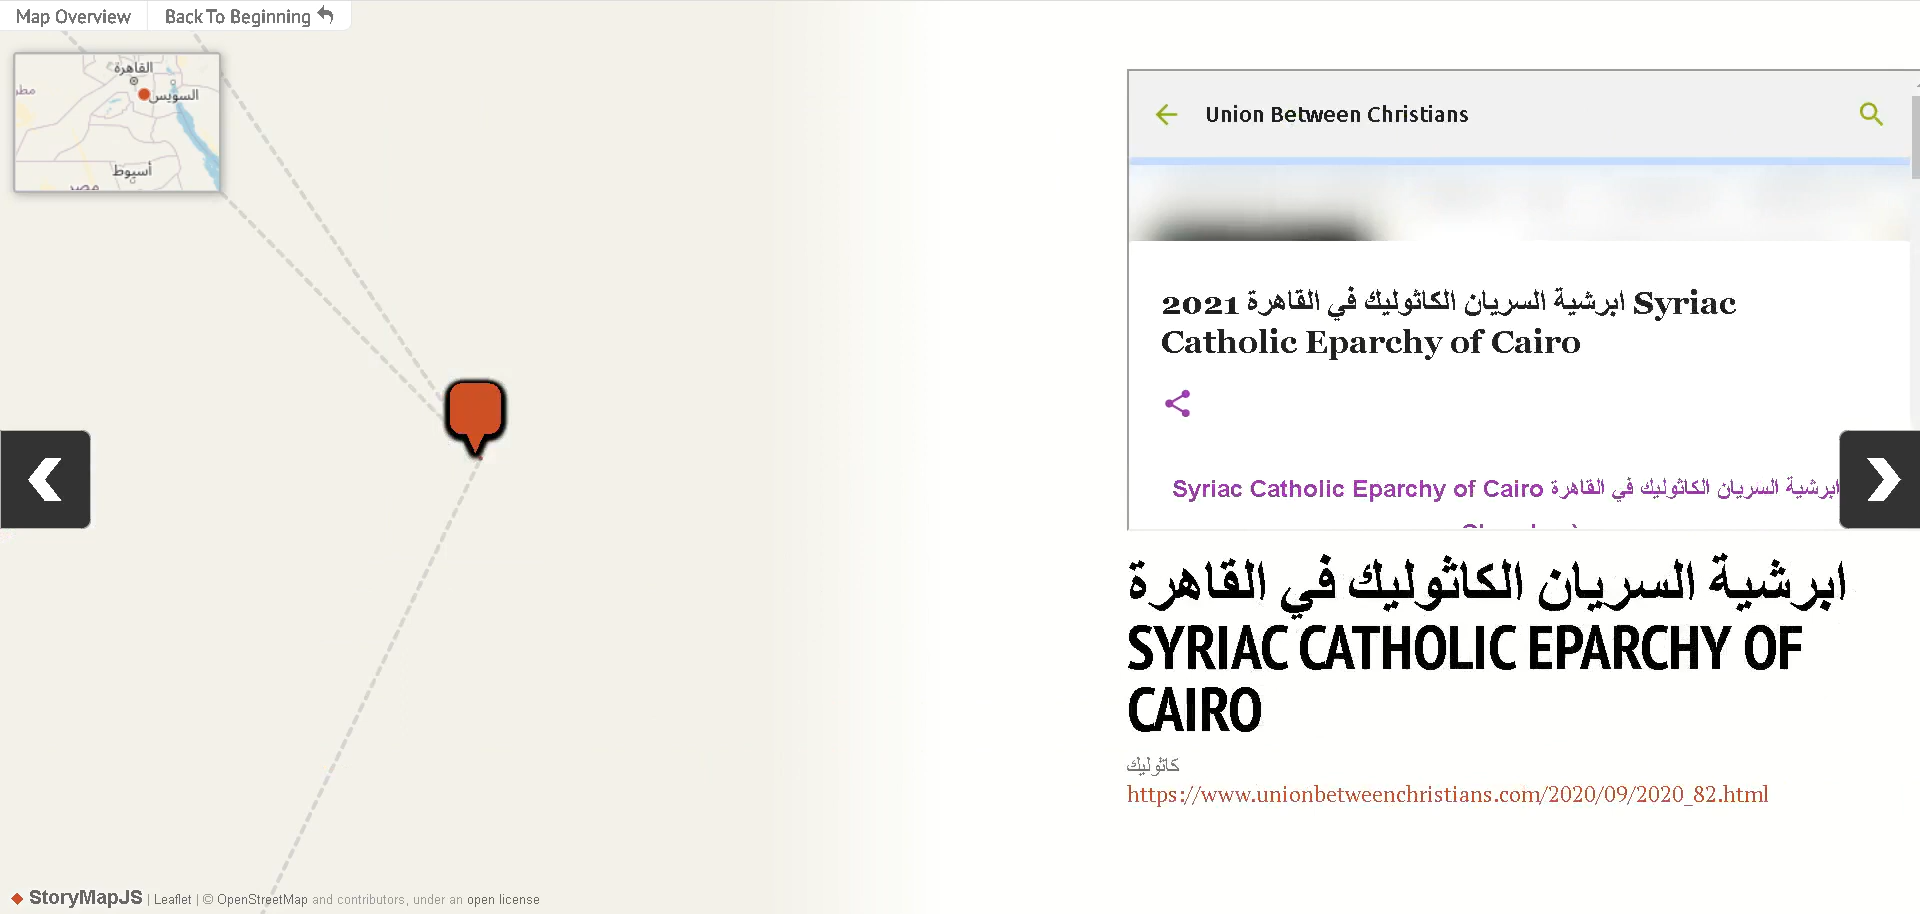 Map Overview
Back To Beginning
القاهرة
السويس
أسيوط
مصر
Union Between Christians
2021 ابرشية السريان الكاثوليك في القاهرة Syriac
Catholic Eparchy of Cairo
Syriac Catholic Eparchy of Cairo ابرشية السريان الكاثوليك في القاهرة
ابرشية السريان الكاثوليك في القاهرة
SYRIAC CATHOLIC EPARCHY OF
CAIRO
كاثوليك
https://www.unionbetweenchristians.com/2020/09/2020_82.html
StoryMapJS | Leaflet | © OpenStreetMap and contributors, under an open license